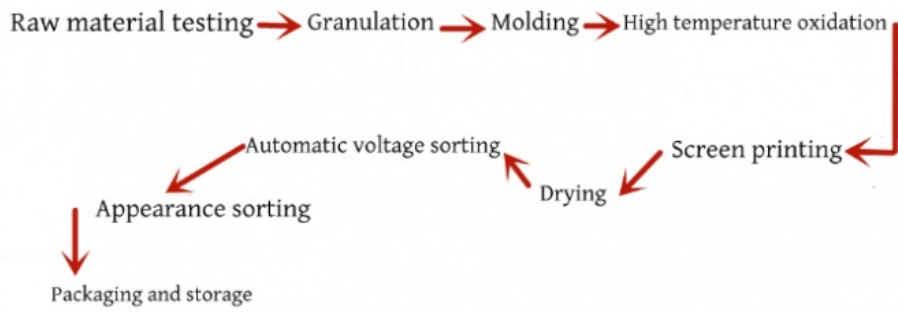 Raw material testing
Granulation
Molding
High temperature oxidation
Screen printing
Drying
Automatic voltage sorting
Appearance sorting
Packaging and storage